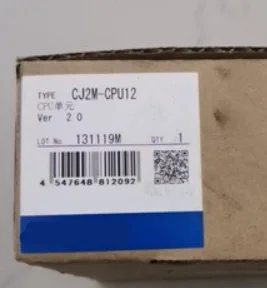 TYPE CJ2M-CPU12
CPU单元
Ver 2.0
LOT No. 131119M QTY 1
4 547648 812092